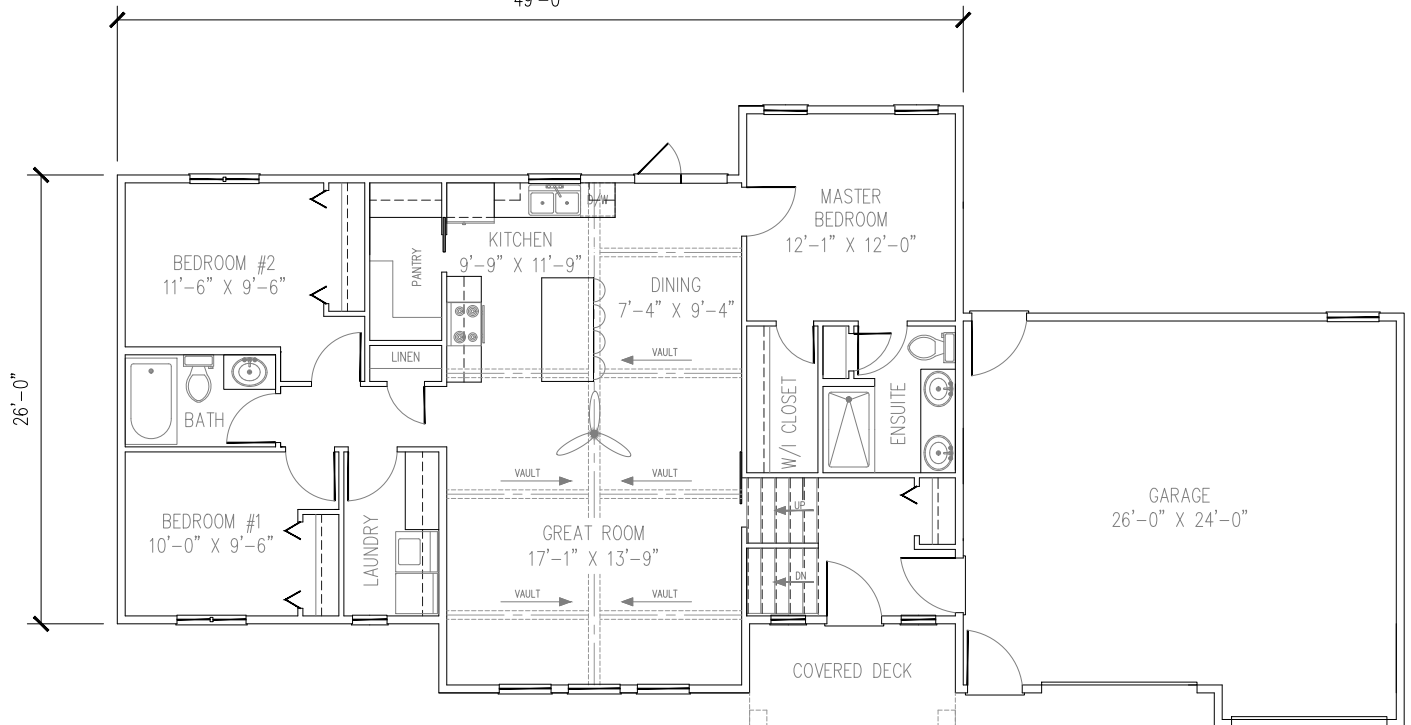 49'-0"
MASTER
BEDROOM
12'-1" X 12'-0"
D/W
KITCHEN
9'-9" X 11'-9"
PANTRY
BEDROOM #2
11'-6" X 9'-6"
DINING
7'-4" X 9'-4"
VAULT
LINEN
26'-0"
BATH
W/I CLOSET
ENSUITE
VAULT
VAULT
GARAGE
26'-0" X 24'-0"
UP
BEDROOM #1
10'-0" X 9'-6"
LAUNDRY
GREAT ROOM
17'-1" X 13'-9"
DN
VAULT
VAULT
COVERED DECK